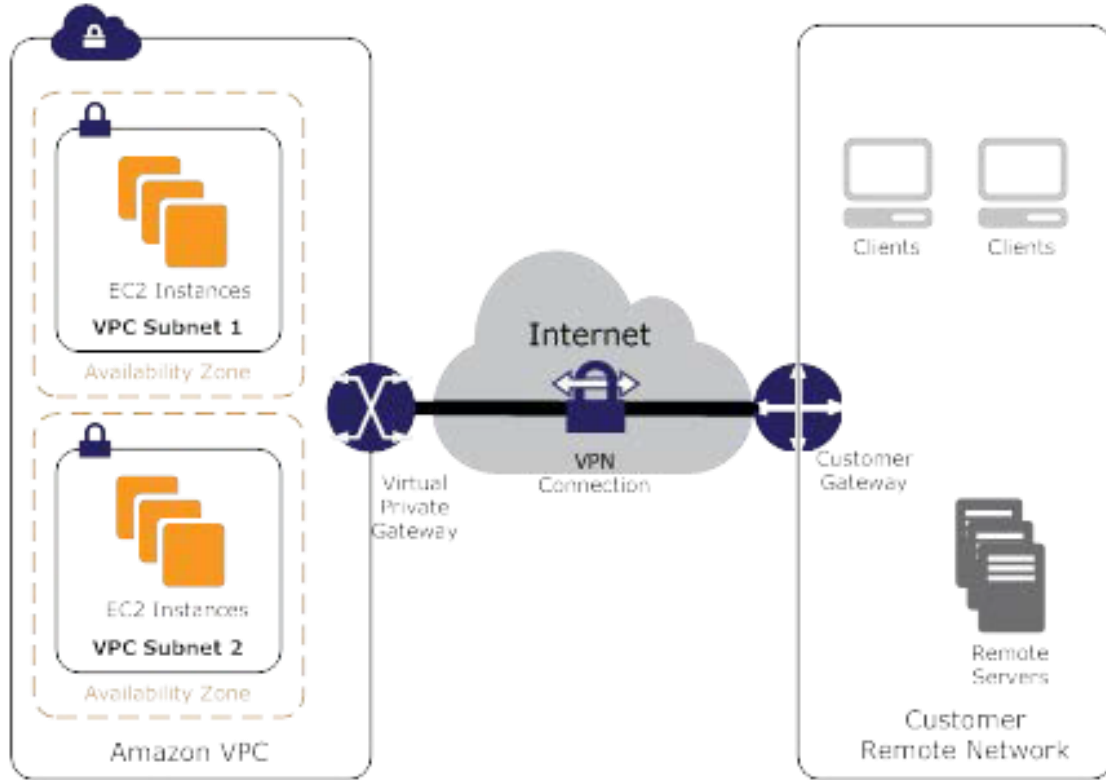 EC2 Instances
VPC Subnet 1
Availability Zone
EC2 Instances
VPC Subnet 2
Availability Zone
Amazon VPC
Virtual
Private
Gateway
Internet
VPN
Connection
Customer
Gateway
Clients
Clients
Remote
Servers
Customer
Remote Network